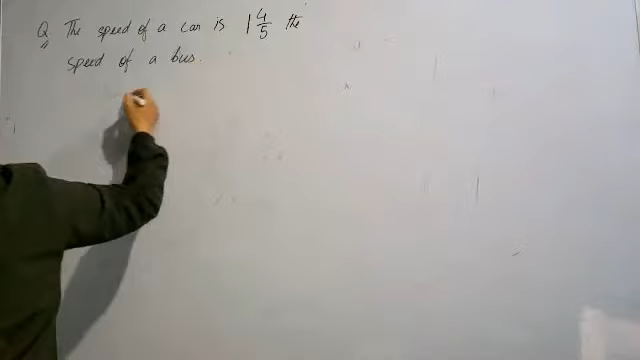 Q The speed of a car is 1 4/5 the
speed of a bus.